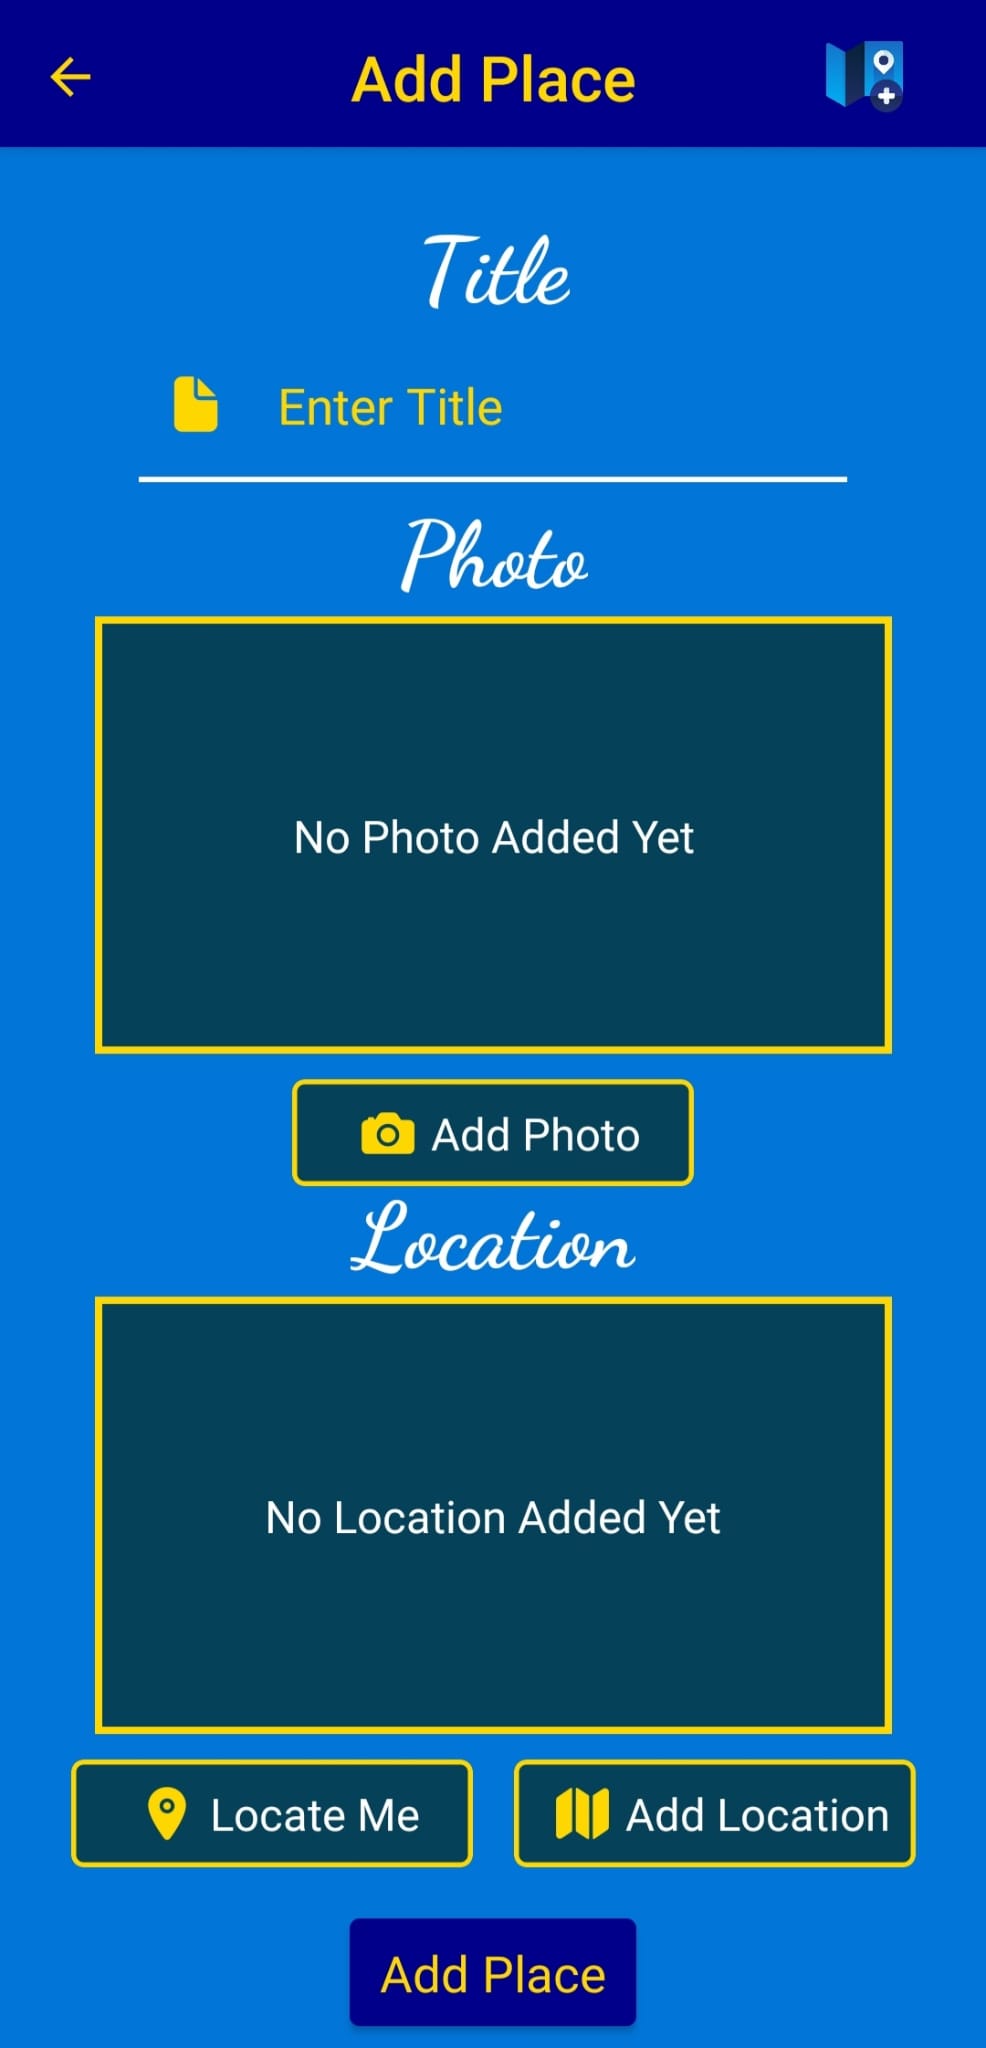 Add Place
Title
Enter Title
Photo
No Photo Added Yet
Add Photo
Location
No Location Added Yet
Locate Me
Add Location
Add Place